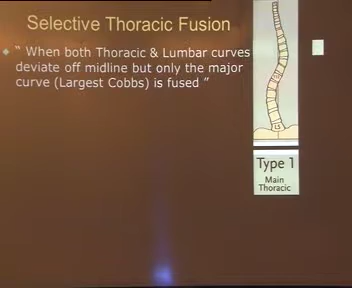 Selective Thoracic Fusion
" When both Thoracic & Lumbar curves
deviate off midline but only the major
curve (Largest Cobbs) is fused "
Type 1
Main
Thoracic